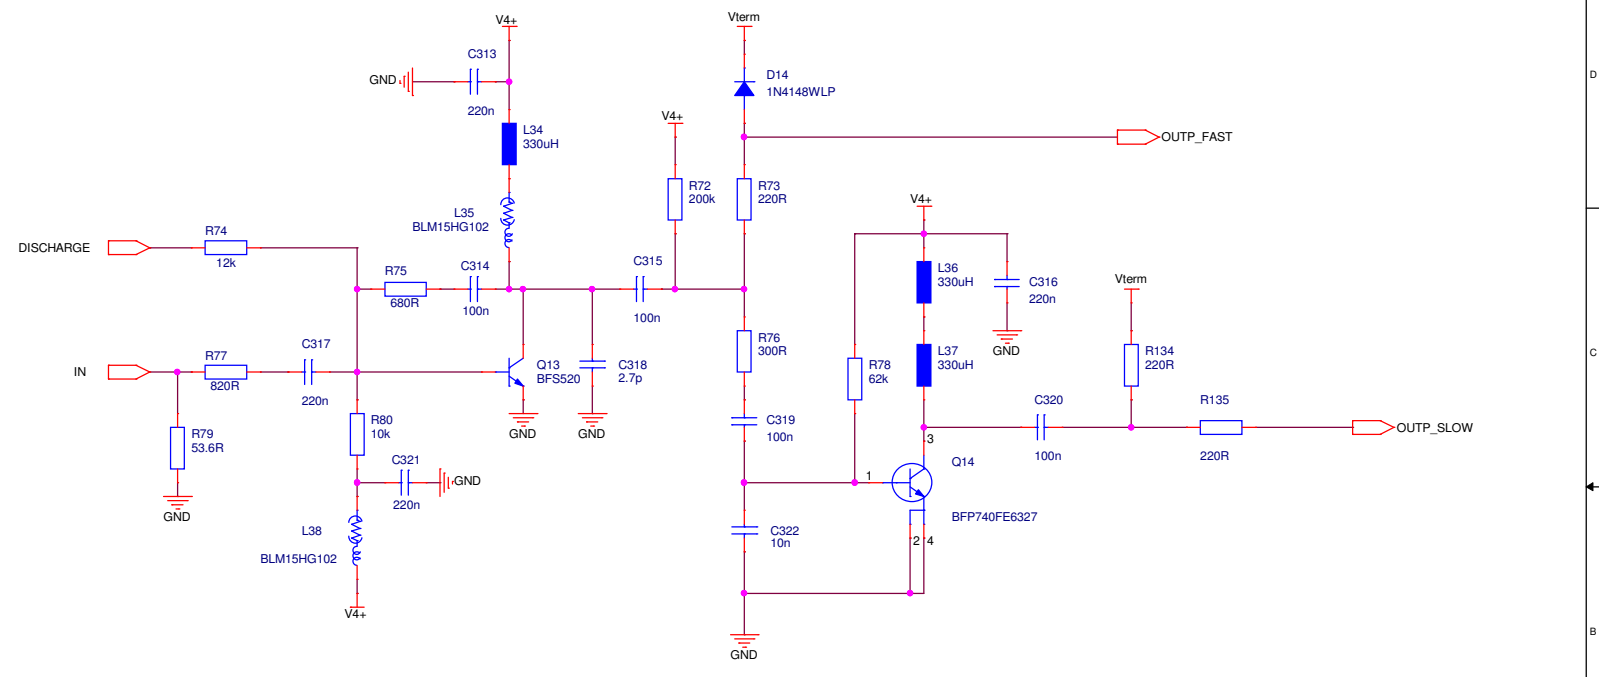 V4+
Vterm
C313
GND
220n
D14
1N4148WLP
D
L34
330uH
V4+
OUTP_FAST
R72
200k
R73
220R
L35
BLM15HG102
V4+
R74
DISCHARGE
12k
R75
680R
C314
100n
C315
100n
L36
330uH
C316
220n
GND
Vterm
R76
300R
C317
220n
IN
R77
820R
Q13
BFS520
C318
2.7p
R78
62k
L37
330uH
R134
220R
C
GND
GND
R79
53.6R
GND
R80
10k
C319
100n
C320
100n
R135
220R
OUTP_SLOW
3
C321
220n
GND
1
Q14
BFP740FE6327
L38
BLM15HG102
C322
10n
2
4
V4+
GND
B